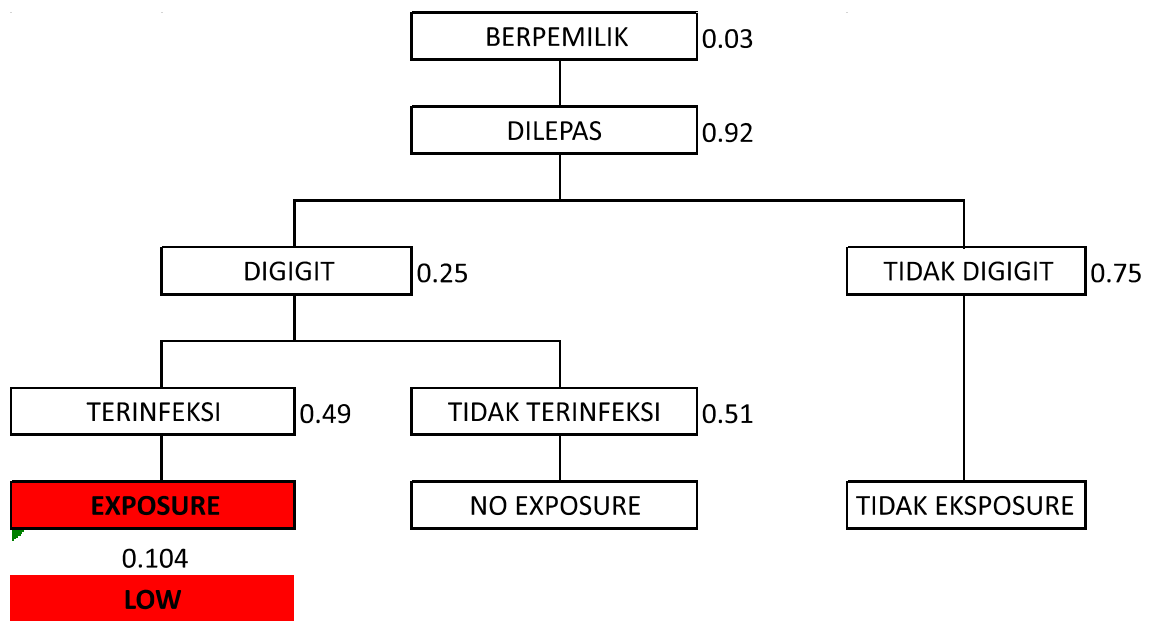 BERPEMILIK 0.03
DILEPAS 0.92
DIGIGIT 0.25 TIDAK DIGIGIT 0.75
TERINFEKSI 0.49 TIDAK TERINFEKSI 0.51
EXPOSURE NO EXPOSURE TIDAK EKSPOSURE
0.104
LOW